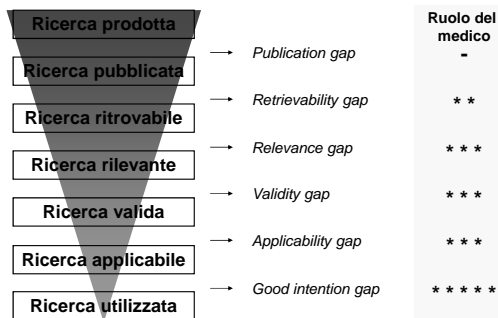 Ricerca prodotta
Ruolo del
medico
Publication gap
-
Ricerca pubblicata
Retrievability gap
* *
Ricerca ritrovabile
Relevance gap
* * *
Ricerca rilevante
Validity gap
* * *
Ricerca valida
Applicability gap
* * *
Ricerca applicabile
Good intention gap
* * * * *
Ricerca utilizzata